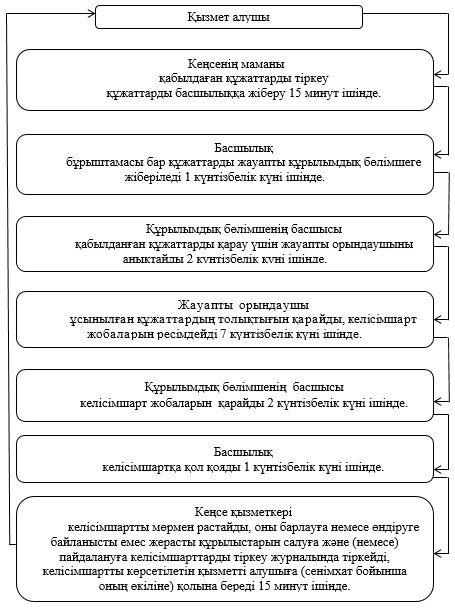 Қызмет алушы
Кеңсенің маманы
қабылдаған құжаттарды тіркеу
құжаттарды басшылыққа жіберу 15 минут ішінде.
Басшылық
бұрыштамасы бар құжаттарды жауапты құрылымдық бөлімшеге
жіберіледі 1 күнтізбелік күні ішінде.
Құрылымдық бөлімшенің басшысы
қабылданған құжаттарды қарау үшін жауапты орындаушыны
анықтайды 2 күнтізбелік күні ішінде.
Жауапты орындаушы
ұсынылған құжаттардың толықтығын қарайды, келісімшарт
жобаларын ресімдейді 7 күнтізбелік күні ішінде.
Құрылымдық бөлімшенің басшысы
келісімшарт жобаларын қарайды 2 күнтізбелік күні ішінде.
Басшылық
келісімшартқа қол қояды 1 күнтізбелік күні ішінде.
Кеңсе қызметкері
келісімшартты мөрмен растайды, оны барлауға немесе өндіруге
байланысты емес жерасты құрылыстарын салуға және (немесе)
пайдалануға келісімшарттарды тіркеу журналында тіркейді,
келісімшартты көрсетілетін қызметті алушыға (сенімхат бойынша
оның өкіліне) қолына береді 15 минут ішінде.